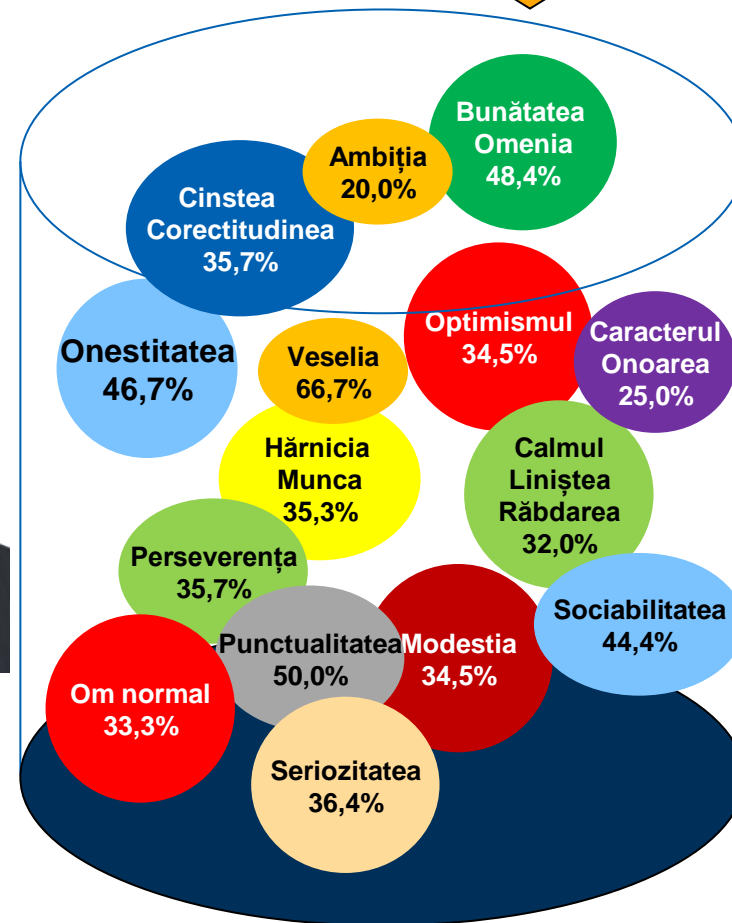 Bunătatea
Omenia
48,4%
Ambiția
20,0%
Cinstea
Corectitudinea
35,7%
Optimismul
34,5%
Caracterul
Onoarea
25,0%
Onestitatea
46,7%
Veselia
66,7%
Hărnicia
Munca
35,3%
Calmul
Liniștea
Răbdarea
32,0%
Perseverența
35,7%
Sociabilitatea
44,4%
Punctualitatea
50,0%
Modestia
34,5%
Om normal
33,3%
Seriozitatea
36,4%